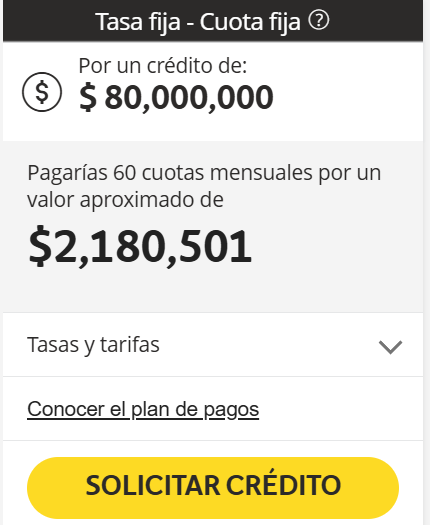 Tasa fija - Cuota fija ?
Por un crédito de:
$
$ 80,000,000
Pagarías 60 cuotas mensuales por un
valor aproximado de
$2,180,501
Tasas y tarifas
Conocer el plan de pagos
SOLICITAR CRÉDITO